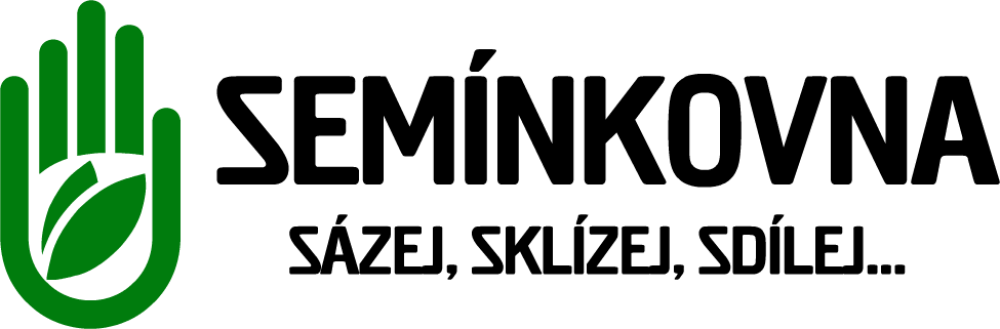 SEMÍNKOVNA
SÁZEJ, SKLÍZEJ, SDÍLEJ...